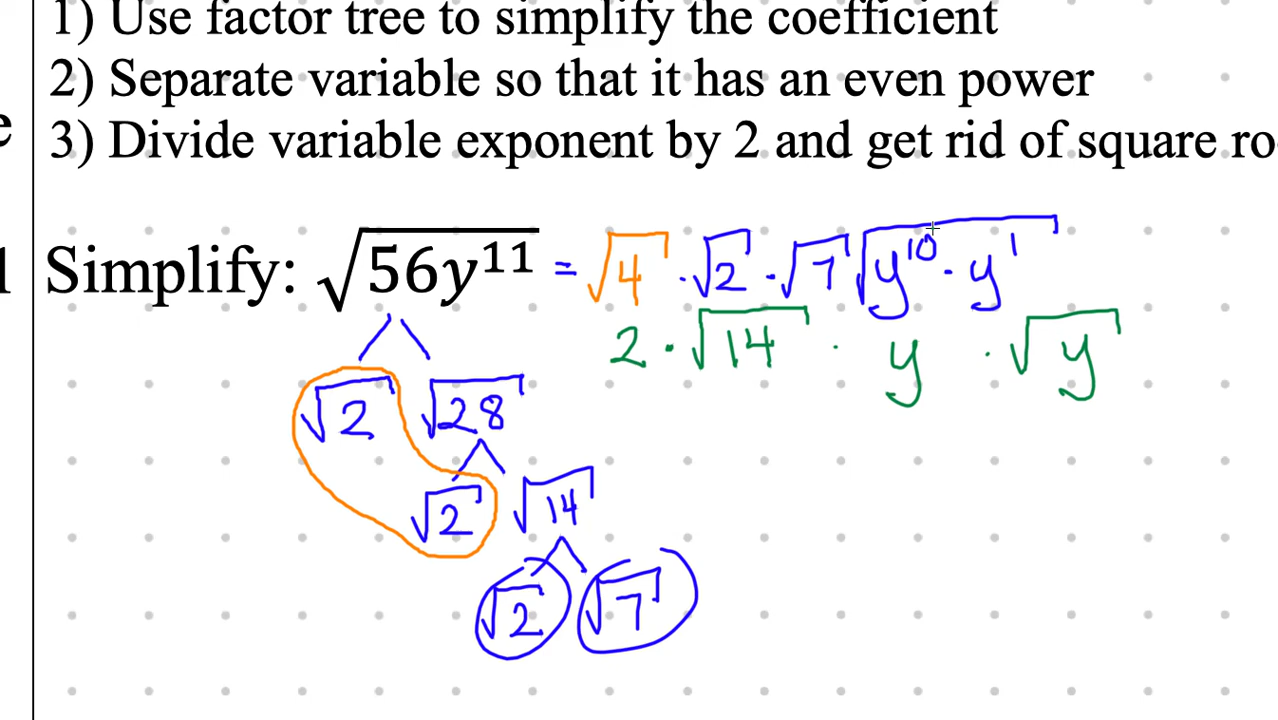 1) Use factor tree to simplify the coefficient
2) Separate variable so that it has an even power
e
3) Divide variable exponent by 2 and get rid of square ro
1 Simplify: √56y¹¹ = √4 · √2 · √7 √y¹⁰ · y¹
2 · √14 · y · √y
√2 √28
√2 √14
√2 √7